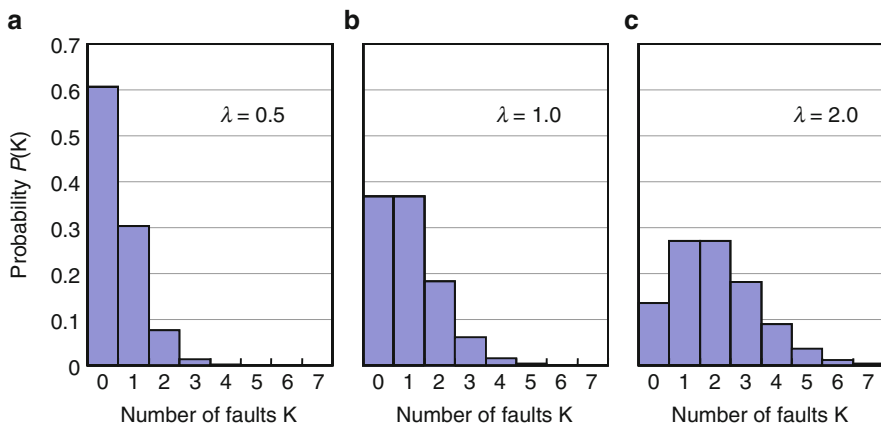 a
b
c
0.7
0.6
0.5
0.4
0.3
0.2
0.1
0
Probability P(K)
λ = 0.5
λ = 1.0
λ = 2.0
0 1 2 3 4 5 6 7
0 1 2 3 4 5 6 7
0 1 2 3 4 5 6 7
Number of faults K
Number of faults K
Number of faults K